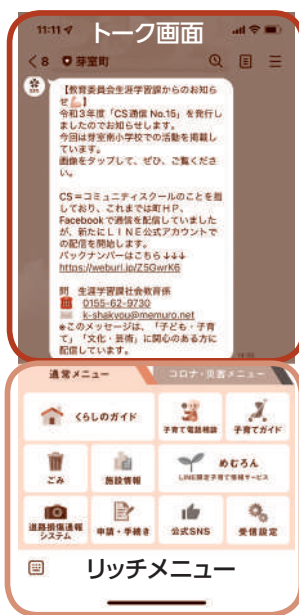 11:11
トーク画面
8
芽室町
【教育委員会生涯学習課からのお知ら
せ💪】
令和3年度「CS通信 No.15」を発行し
ましたのでお知らせします。
今回は芽室南小学校での活動を掲載し
ています。
画像をタップして、ぜひ、ご覧くださ
い。
CS=コミュニティスクールのことを指
しており、これまでは町HP、
Facebookで通信を配信していました
が、新たにLINE公式アカウントで
の配信を開始します。
バックナンバーはこちら↓↓↓
https://weburl.jp/Z5GwrK6
問 生涯学習課社会教育係
☎ 0155-62-9730
✉ k-shakyou@memuro.net
※このメッセージは、「子ども・子育
て」「文化・芸術」に関心のある方に
配信しています。
通常メニュー
コロナ・災害メニュー
くらしのガイド
子育て電話相談
子育てガイド
ごみ
施設情報
めむろん
LINE限定子育て情報サービス
道路損傷通報
システム
申請・手続き
公式SNS
受信設定
リッチメニュー